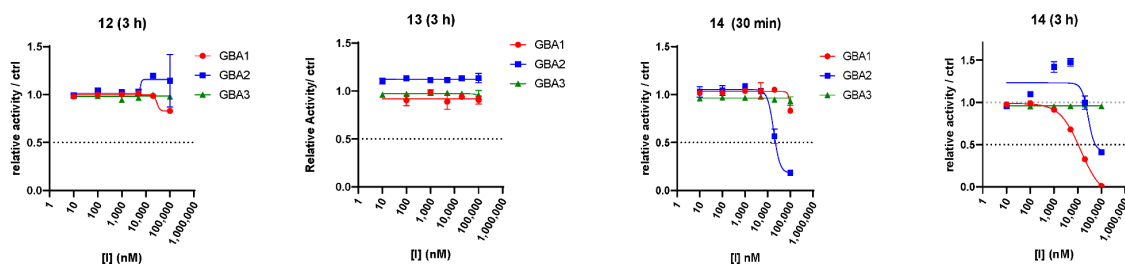 12 (3 h)
relative activity/ ctrl
1.5
1.0
0.5
0.0
1
10
100
1,000
10,000
100,000
1,000,000
[I] (nM)
GBA1
GBA2
GBA3
13 (3 h)
Relative Activity/ Ctrl
1.5
1.0
0.5
0.0
1
10
100
1,000
10,000
100,000
1,000,000
[I] (nM)
GBA1
GBA2
GBA3
14 (30 min)
relative activity/ ctrl
1.5
1.0
0.5
0.0
1
10
100
1,000
10,000
100,000
1,000,000
[I] nM
GBA1
GBA2
GBA3
14 (3 h)
relative activity / ctrl
1.5
1.0
0.5
0.0
1
10
100
1,000
10,000
100,000
1,000,000
[I] (nM)
GBA1
GBA2
GBA3